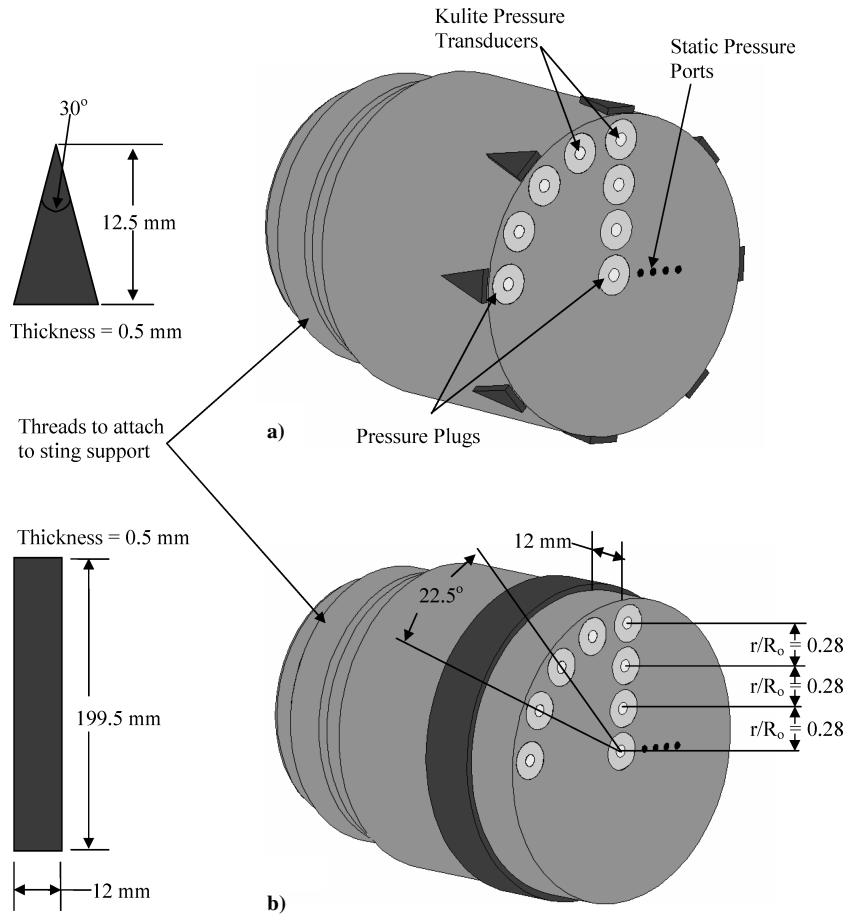 Kulite Pressure
Transducers
Static Pressure
Ports
30°
12.5 mm
Thickness = 0.5 mm
Threads to attach
to sting support
a)
Pressure Plugs
Thickness = 0.5 mm
12 mm
22.5°
r/Ro = 0.28
r/Ro = 0.28
r/Ro = 0.28
199.5 mm
12 mm
b)